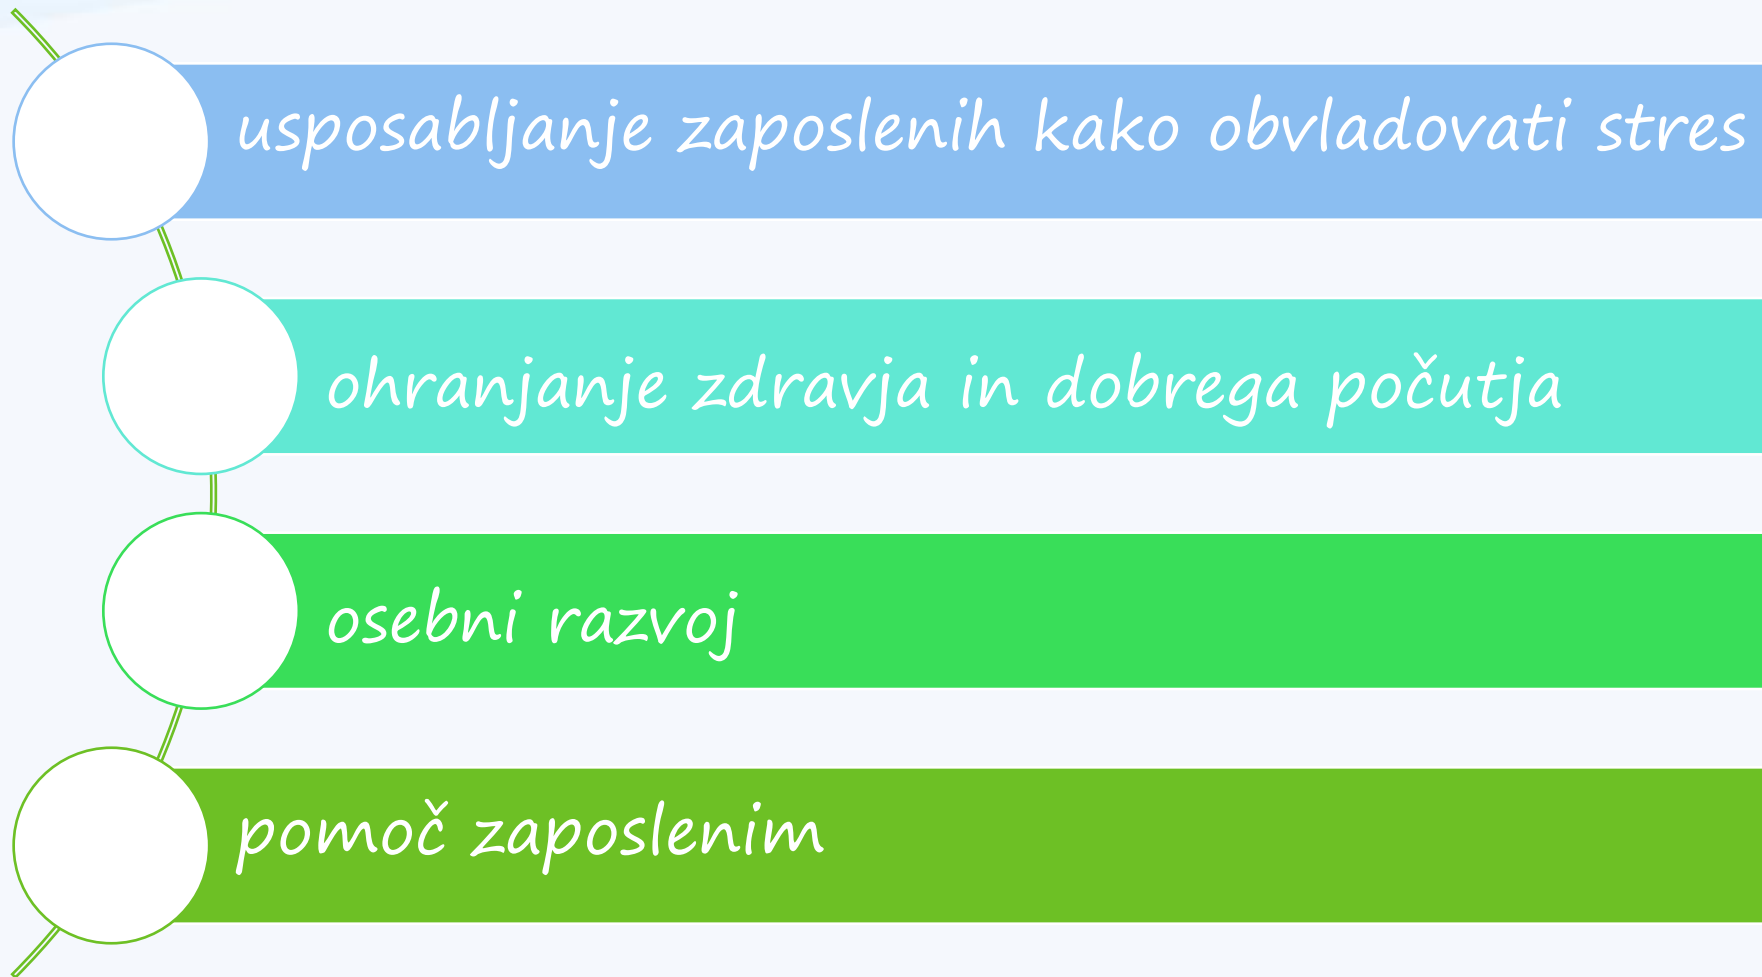 usposabljanje zaposlenih kako obvladovati stres
ohranjanje zdravja in dobrega počutja
osebni razvoj
pomoč zaposlenim